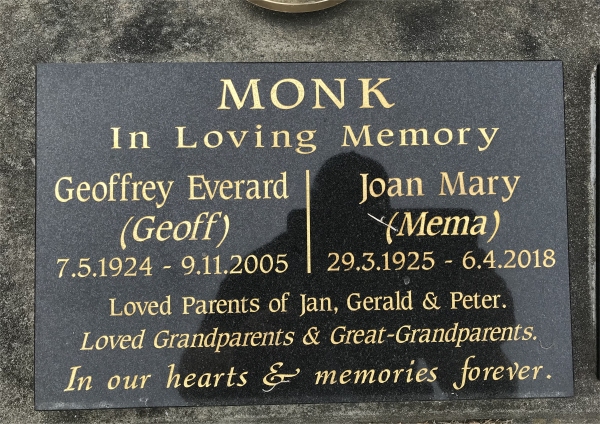 MONK
In Loving Memory
Geoffrey Everard
(Geoff)
7.5.1924 - 9.11.2005
Joan Mary
(Mema)
29.3.1925 - 6.4.2018
Loved Parents of Jan, Gerald & Peter.
Loved Grandparents & Great-Grandparents.
In our hearts & memories forever.